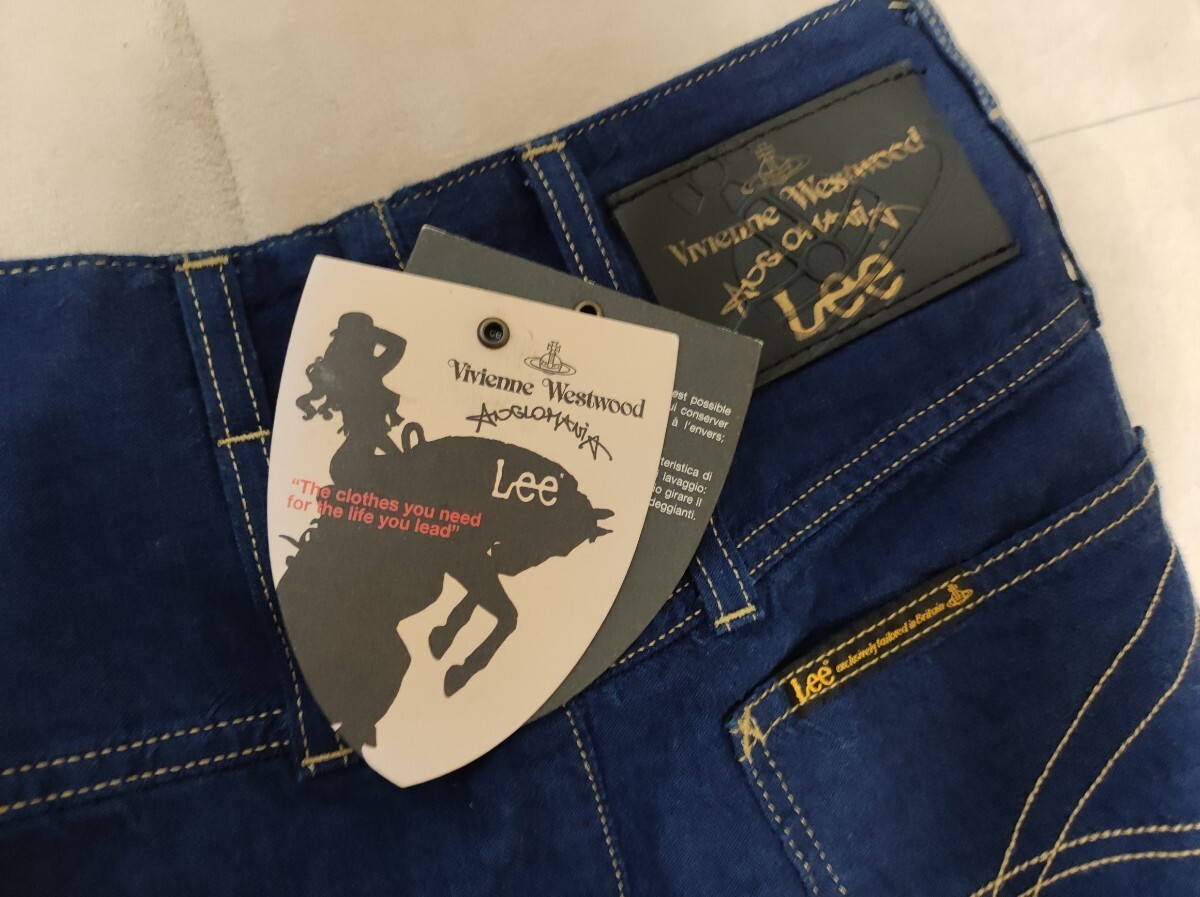 Vivienne Westwood
ANGLOMANIA
Lee
Vivienne Westwood
ANGLOMANIA
Lee
"The clothes you need
for the life you lead"
est possible
ui conserver
à l'envers;
teristica di
lavaggio:
so girare il
deggianti.
Lee exclusively tailored in Britain